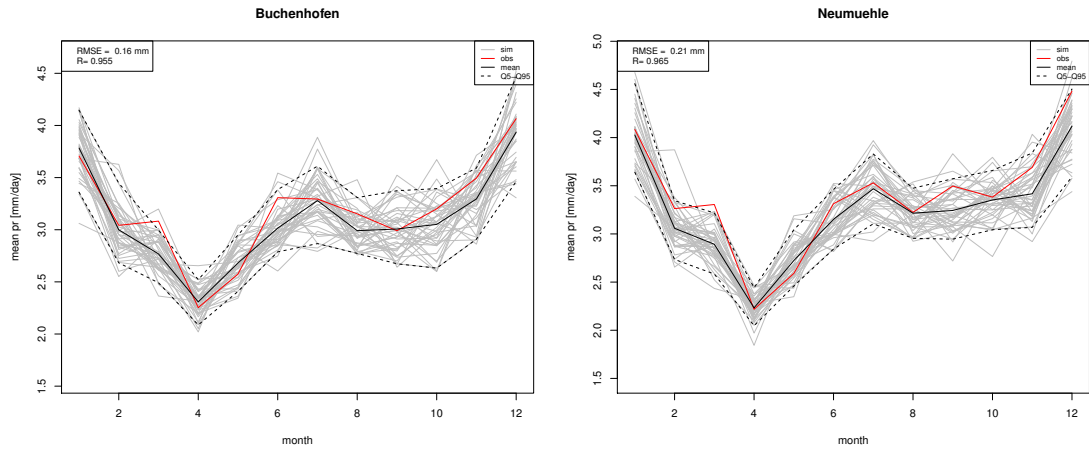 Buchenhofen
RMSE = 0.16 mm
R= 0.955
sim
obs
mean
Q5-Q95
mean pr [mm/day]
4.5
4.0
3.5
3.0
2.5
2.0
1.5
2 4 6 8 10 12
month
Neumuehle
RMSE = 0.21 mm
R= 0.965
sim
obs
mean
Q5-Q95
mean pr [mm/day]
5.0
4.5
4.0
3.5
3.0
2.5
2.0
1.5
2 4 6 8 10 12
month